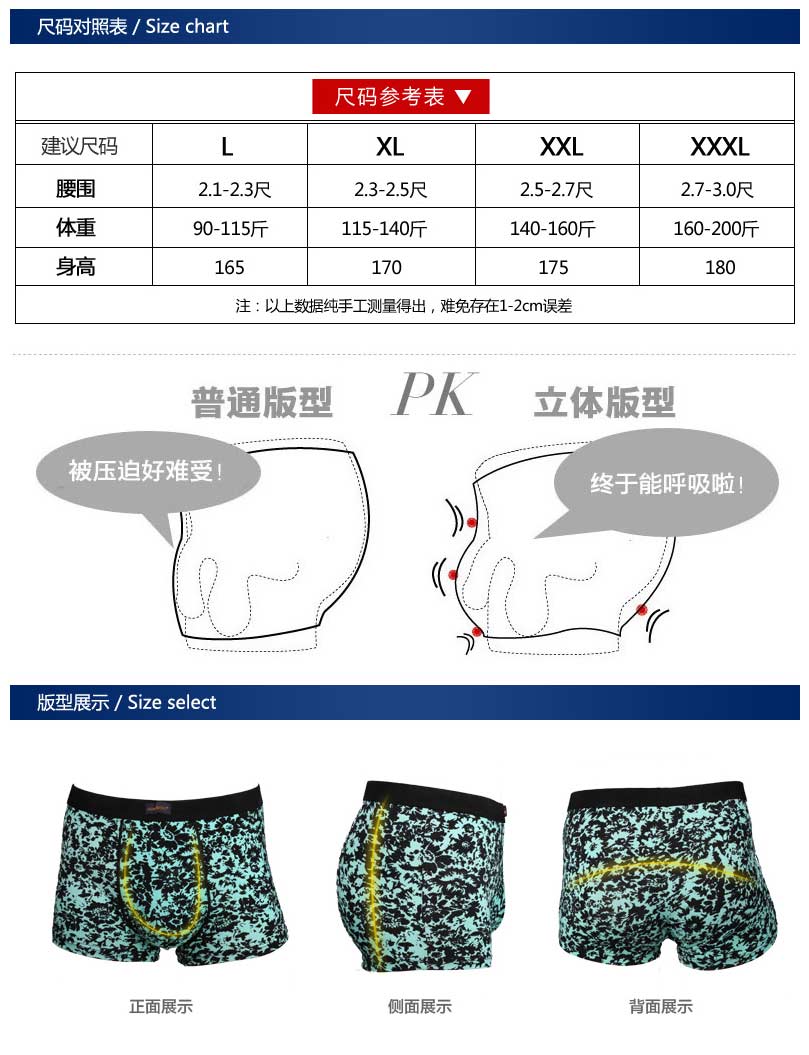 尺码对照表 / Size chart
尺码参考表▼
建议尺码 L XL XXL XXXL
腰围 2.1-2.3尺 2.3-2.5尺 2.5-2.7尺 2.7-3.0尺
体重 90-115斤 115-140斤 140-160斤 160-200斤
身高 165 170 175 180
注：以上数据纯手工测量得出，难免存在1-2cm误差
普通版型 PK 立体版型
被压迫好难受!
终于能呼吸啦!
版型展示 / Size select
正面展示 侧面展示 背面展示